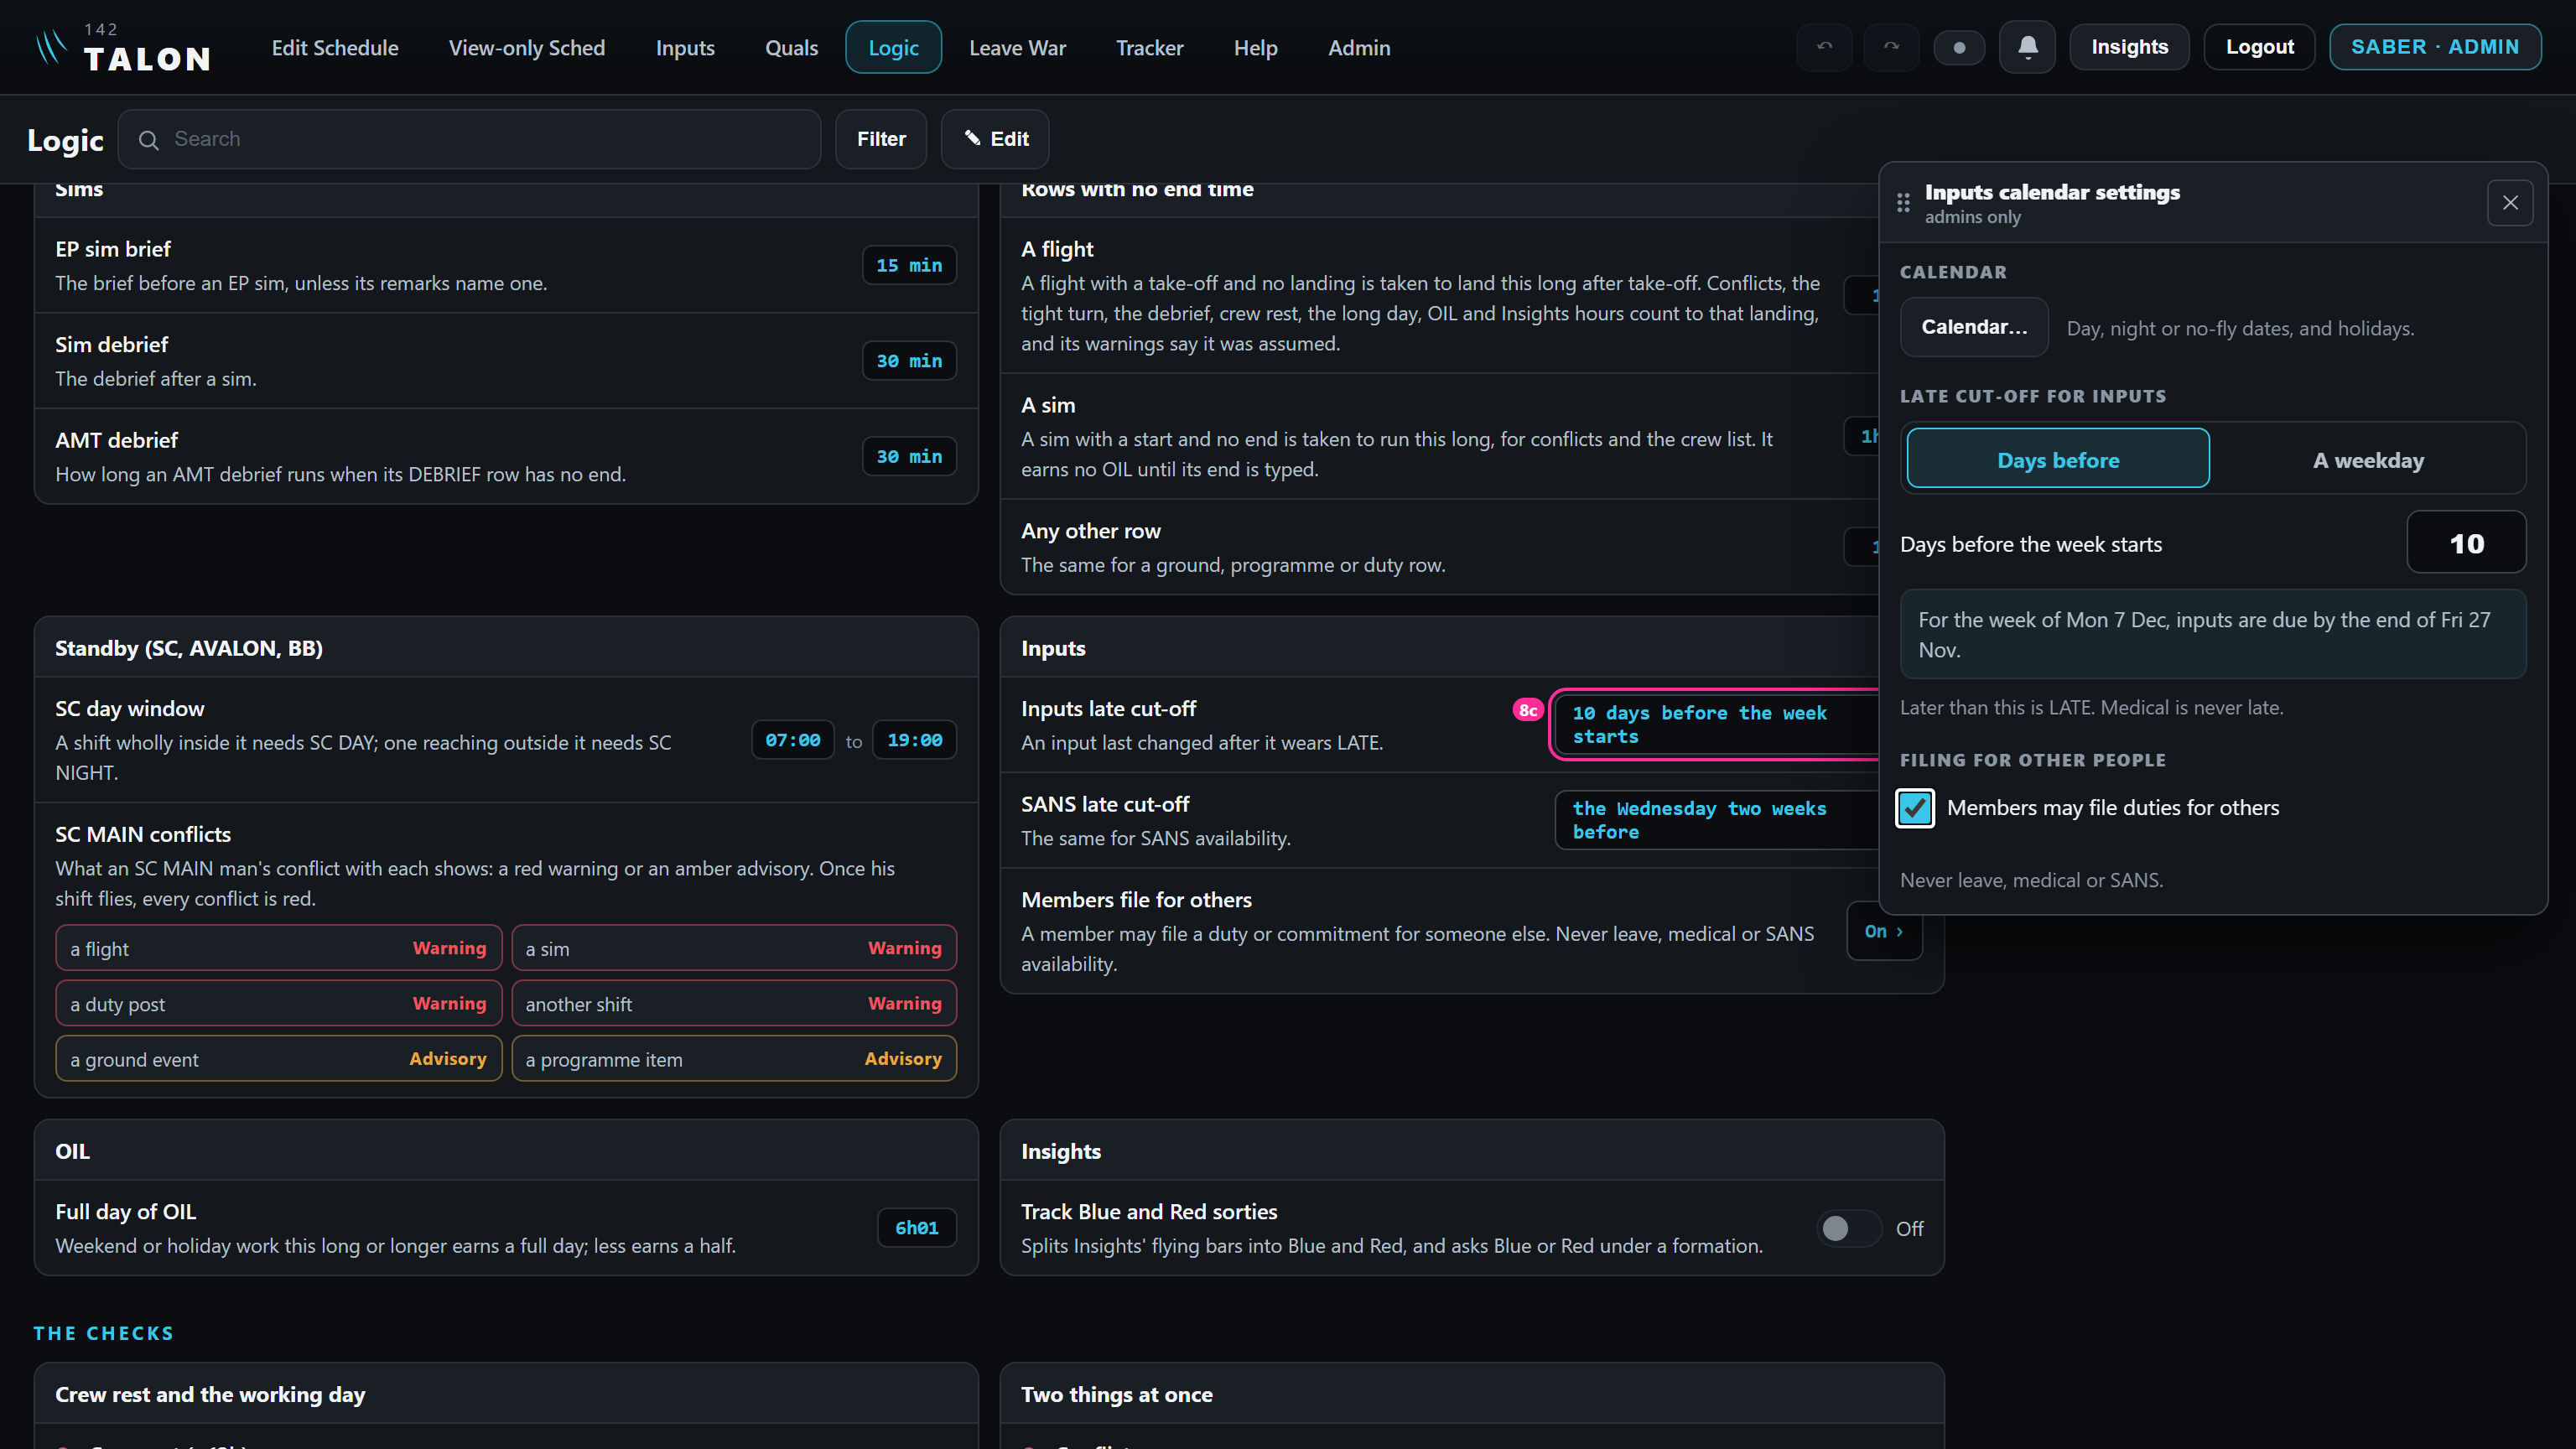 142
TALON
Edit Schedule
View-only Sched
Inputs
Quals
Logic
Leave War
Tracker
Help
Admin
Insights
Logout
SABER · ADMIN
Logic
Search
Filter
Edit
Sims
EP sim brief
The brief before an EP sim, unless its remarks name one.
15 min
Sim debrief
The debrief after a sim.
30 min
AMT debrief
How long an AMT debrief runs when its DEBRIEF row has no end.
30 min
Rows with no end time
A flight
A flight with a take-off and no landing is taken to land this long after take-off. Conflicts, the
tight turn, the debrief, crew rest, the long day, OIL and Insights hours count to that landing,
and its warnings say it was assumed.
A sim
A sim with a start and no end is taken to run this long, for conflicts and the crew list. It
earns no OIL until its end is typed.
Any other row
The same for a ground, programme or duty row.
Standby (SC, AVALON, BB)
SC day window
A shift wholly inside it needs SC DAY; one reaching outside it needs SC
NIGHT.
07:00 to 19:00
SC MAIN conflicts
What an SC MAIN man's conflict with each shows: a red warning or an amber advisory. Once his
shift flies, every conflict is red.
a flight Warning
a sim Warning
a duty post Warning
another shift Warning
a ground event Advisory
a programme item Advisory
Inputs
Inputs late cut-off
An input last changed after it wears LATE.
8c
10 days before the week
starts
SANS late cut-off
The same for SANS availability.
the Wednesday two weeks
before
Members file for others
A member may file a duty or commitment for someone else. Never leave, medical or SANS
availability.
On ›
OIL
Full day of OIL
Weekend or holiday work this long or longer earns a full day; less earns a half.
6h01
Insights
Track Blue and Red sorties
Splits Insights' flying bars into Blue and Red, and asks Blue or Red under a formation.
Off
THE CHECKS
Crew rest and the working day
Two things at once
Inputs calendar settings
admins only
CALENDAR
Calendar...
Day, night or no-fly dates, and holidays.
LATE CUT-OFF FOR INPUTS
Days before
A weekday
Days before the week starts
10
For the week of Mon 7 Dec, inputs are due by the end of Fri 27
Nov.
Later than this is LATE. Medical is never late.
FILING FOR OTHER PEOPLE
Members may file duties for others
Never leave, medical or SANS.